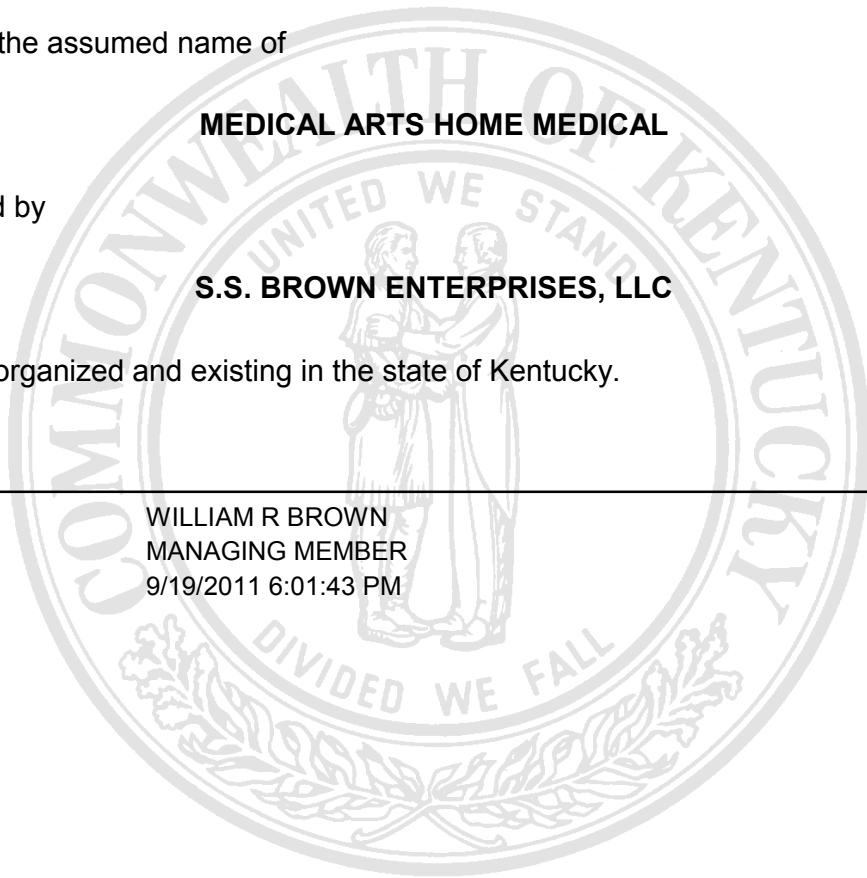 the assumed name of
MEDICAL ARTS HOME MEDICAL
d by
S.S. BROWN ENTERPRISES, LLC
organized and existing in the state of Kentucky.
WILLIAM R BROWN
MANAGING MEMBER
9/19/2011 6:01:43 PM
COMMONWEALTH OF KENTUCKY
UNITED WE STAND
DIVIDED WE FALL